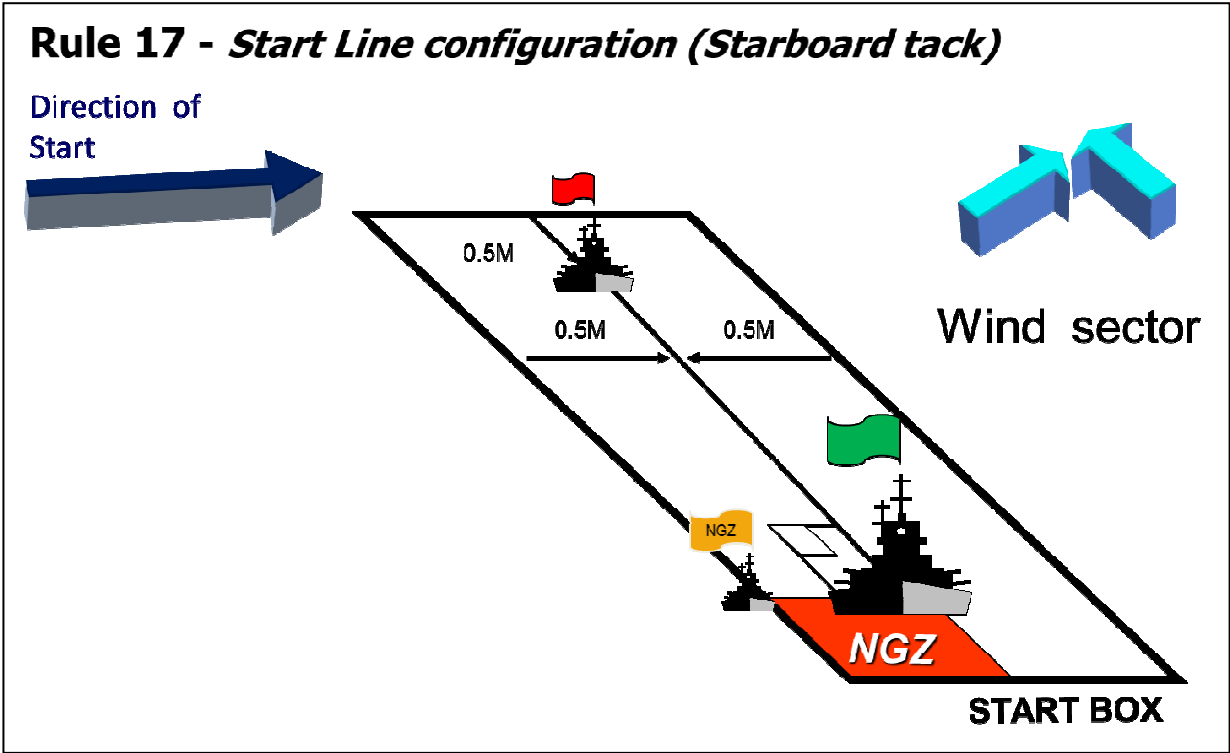 Rule 17 - Start Line configuration (Starboard tack)
Direction of
Start
0.5M
0.5M
0.5M
Wind sector
NGZ
NGZ
START BOX